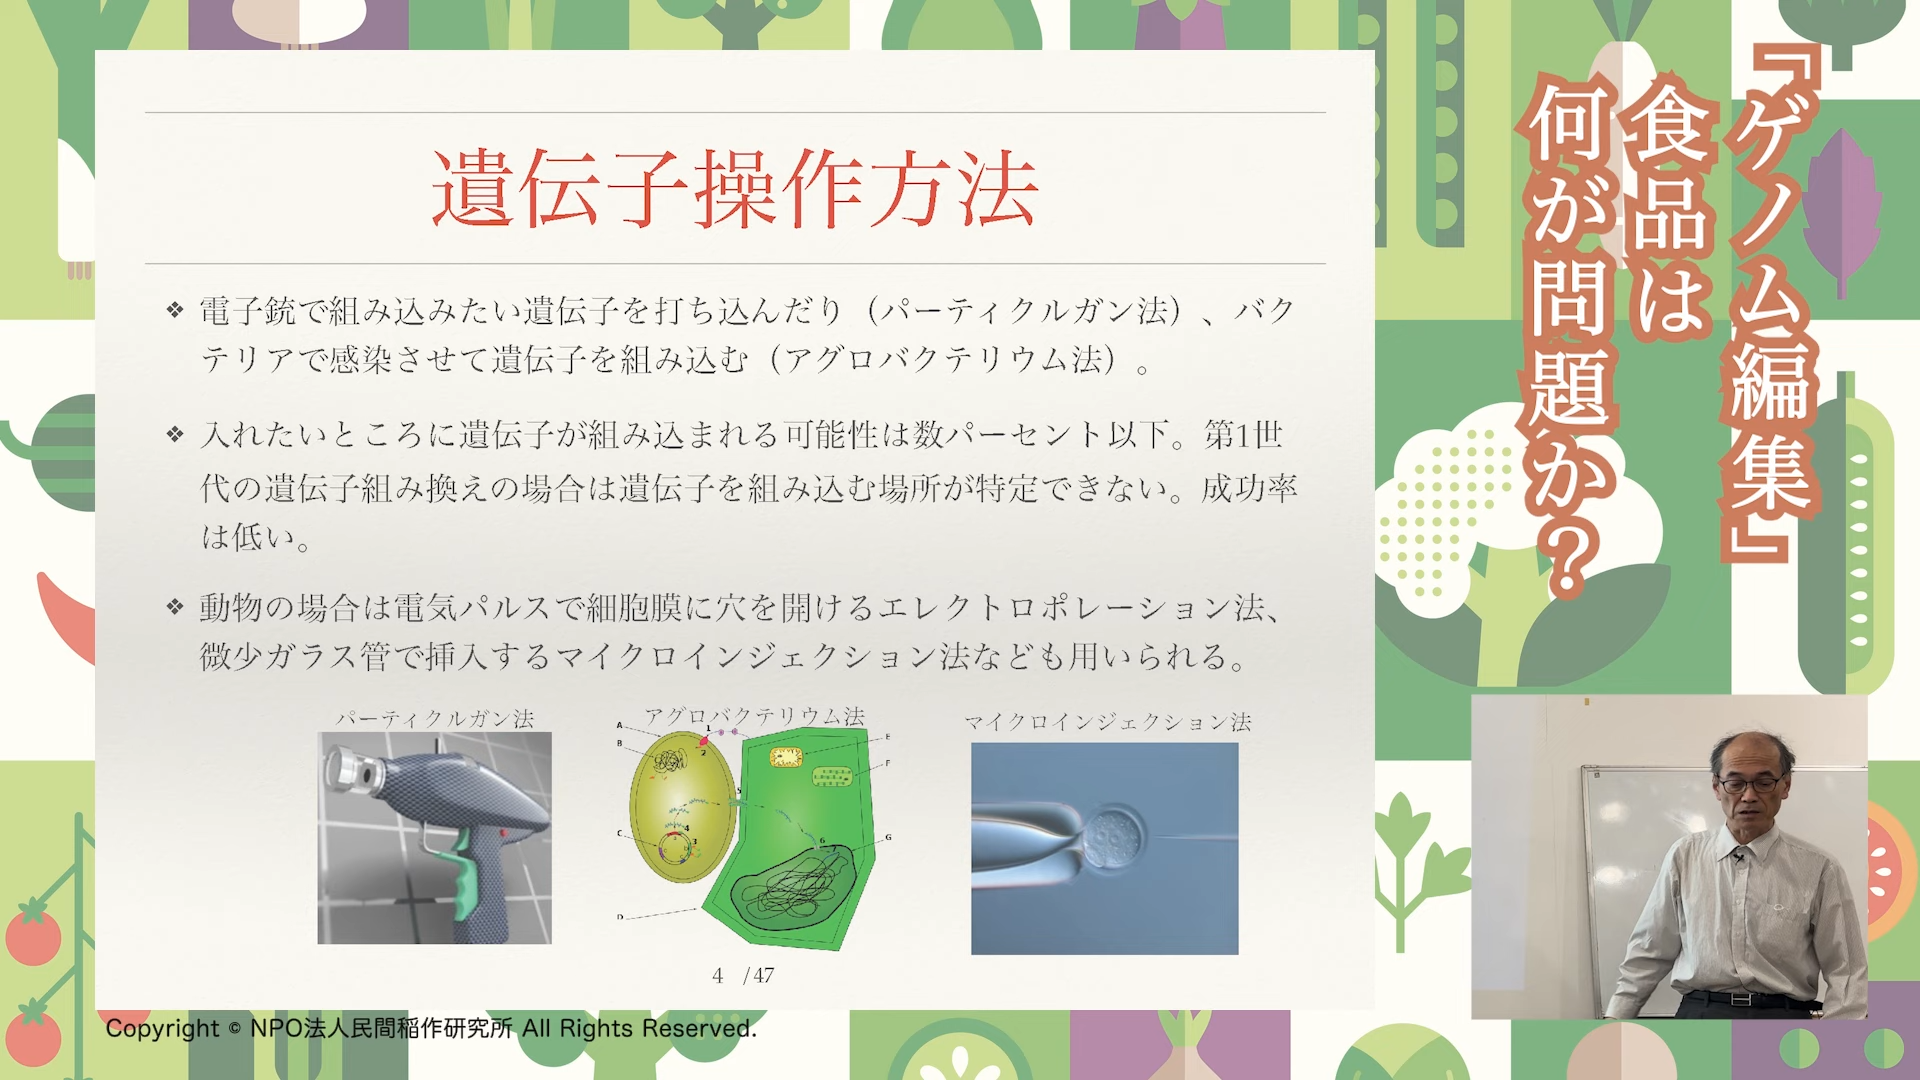 遺伝子操作方法
❖ 電子銃で組み込みたい遺伝子を打ち込んだり（パーティクルガン法）、バク
テリアで感染させて遺伝子を組み込む（アグロバクテリウム法）。
❖ 入れたいところに遺伝子が組み込まれる可能性は数パーセント以下。第1世
代の遺伝子組み換えの場合は遺伝子を組み込む場所が特定できない。成功率
は低い。
❖ 動物の場合は電気パルスで細胞膜に穴を開けるエレクトロポレーション法、
微少ガラス管で挿入するマイクロインジェクション法なども用いられる。
パーティクルガン法
アグロバクテリウム法
A
B
C
D
E
F
G
1
2
3
4
5
6
マイクロインジェクション法
4 /47
『ゲノム編集』
食品は
何が問題か？
Copyright © NPO法人民間稲作研究所 All Rights Reserved.